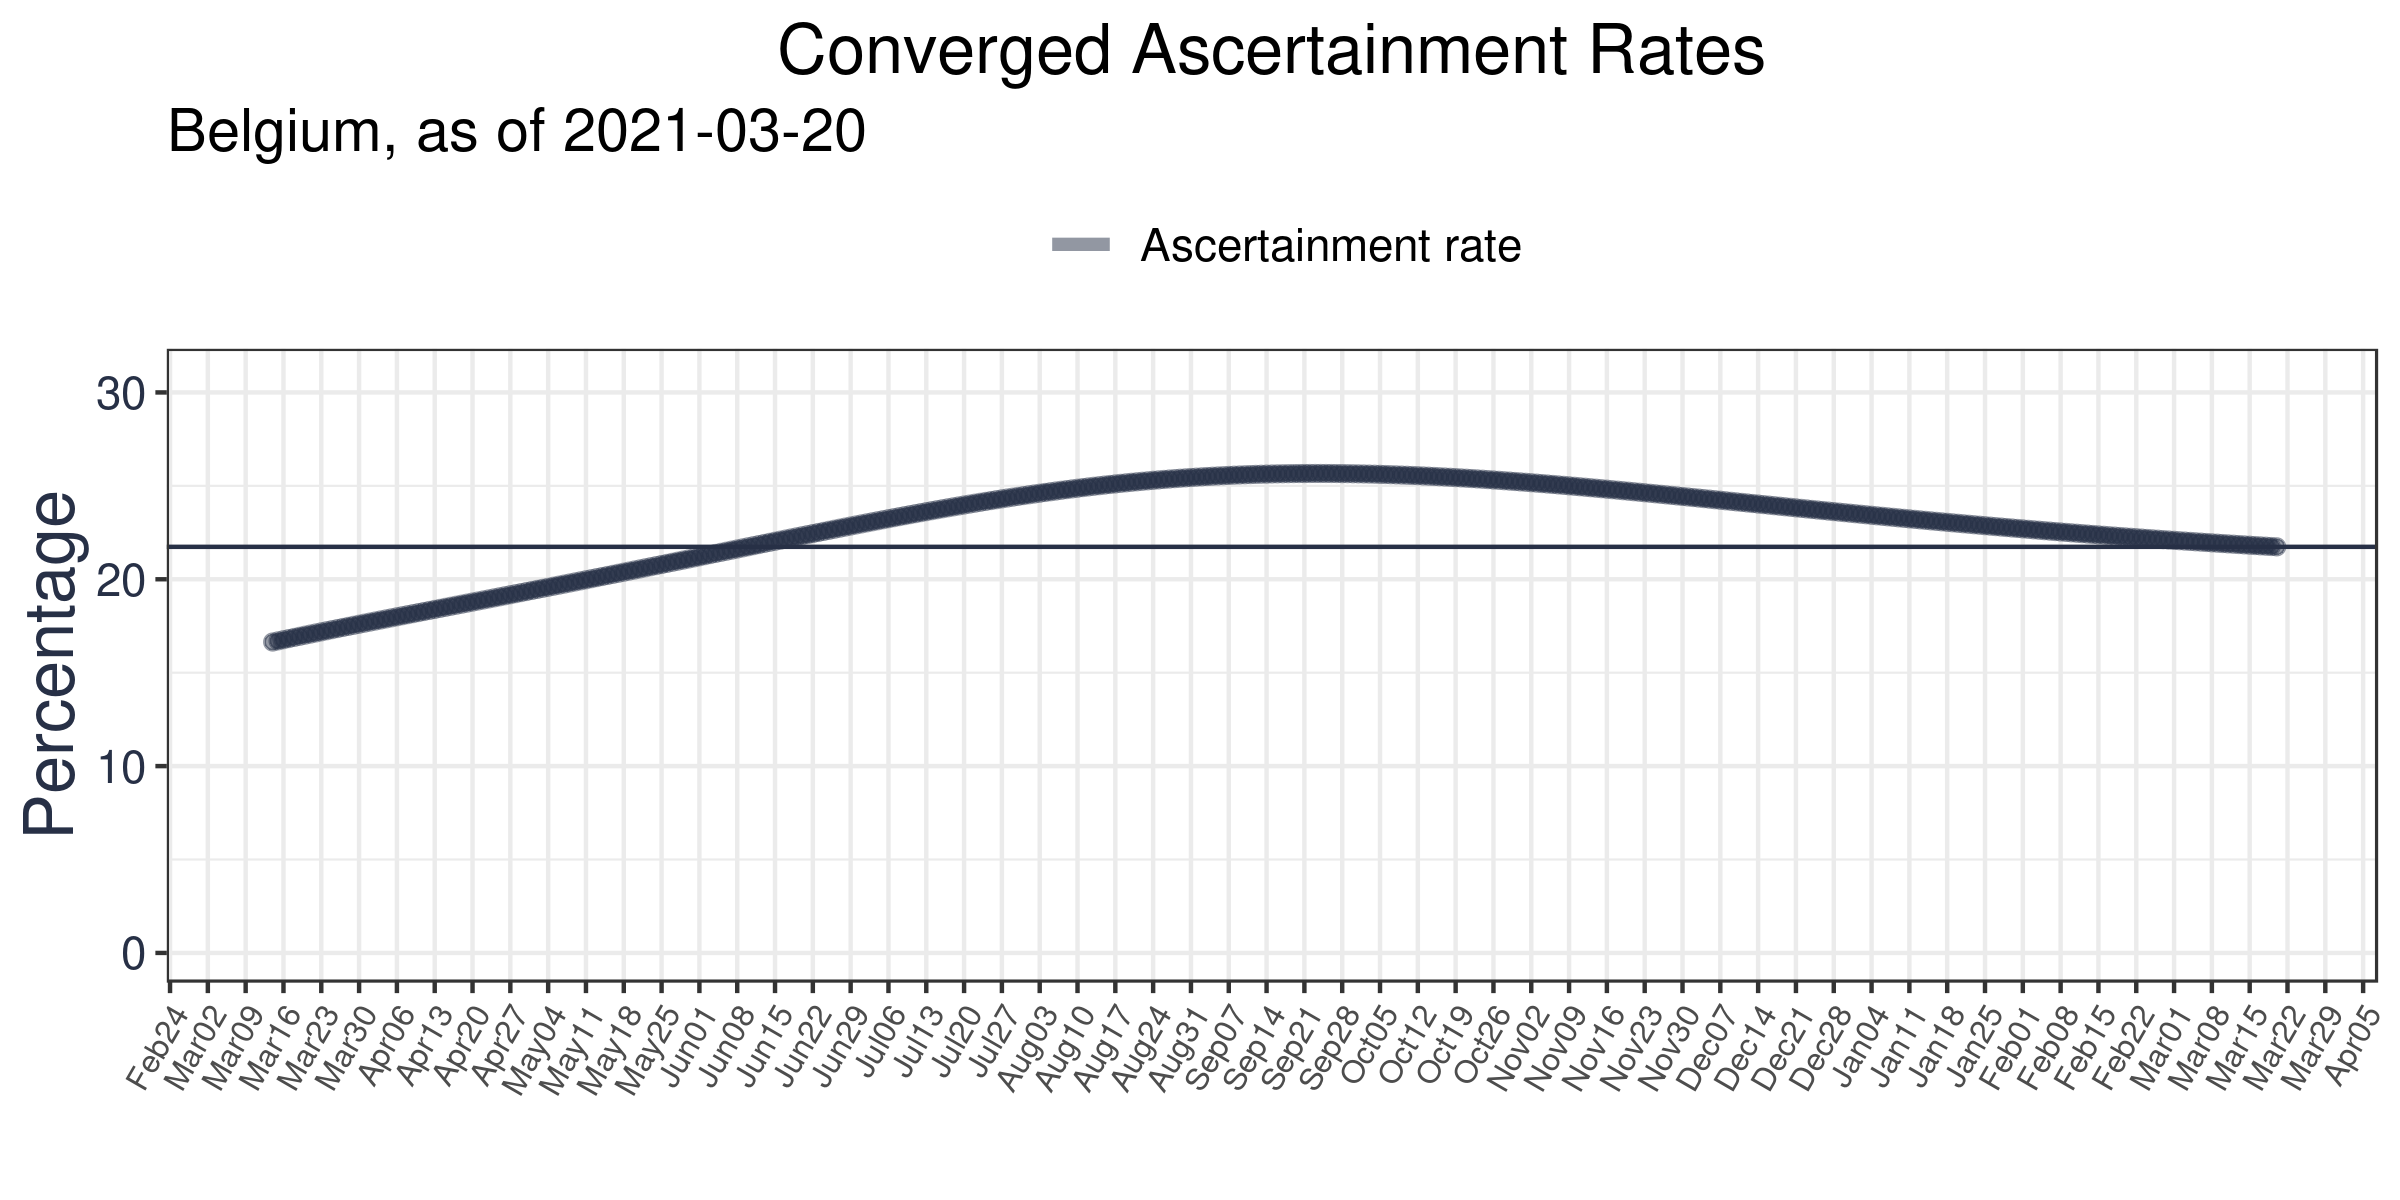 Converged Ascertainment Rates
Belgium, as of 2021-03-20
Ascertainment rate
Percentage
30
20
10
0
Feb24 Mar02 Mar09 Mar16 Mar23 Mar30 Apr06 Apr13 Apr20 Apr27 May04 May11 May18 May25 Jun01 Jun08 Jun15 Jun22 Jun29 Jul06 Jul13 Jul20 Jul27 Aug03 Aug10 Aug17 Aug24 Aug31 Sep07 Sep14 Sep21 Sep28 Oct05 Oct12 Oct19 Oct26 Nov02 Nov09 Nov16 Nov23 Nov30 Dec07 Dec14 Dec21 Dec28 Jan04 Jan11 Jan18 Jan25 Feb01 Feb08 Feb15 Feb22 Mar01 Mar08 Mar15 Mar22 Mar29 Apr05